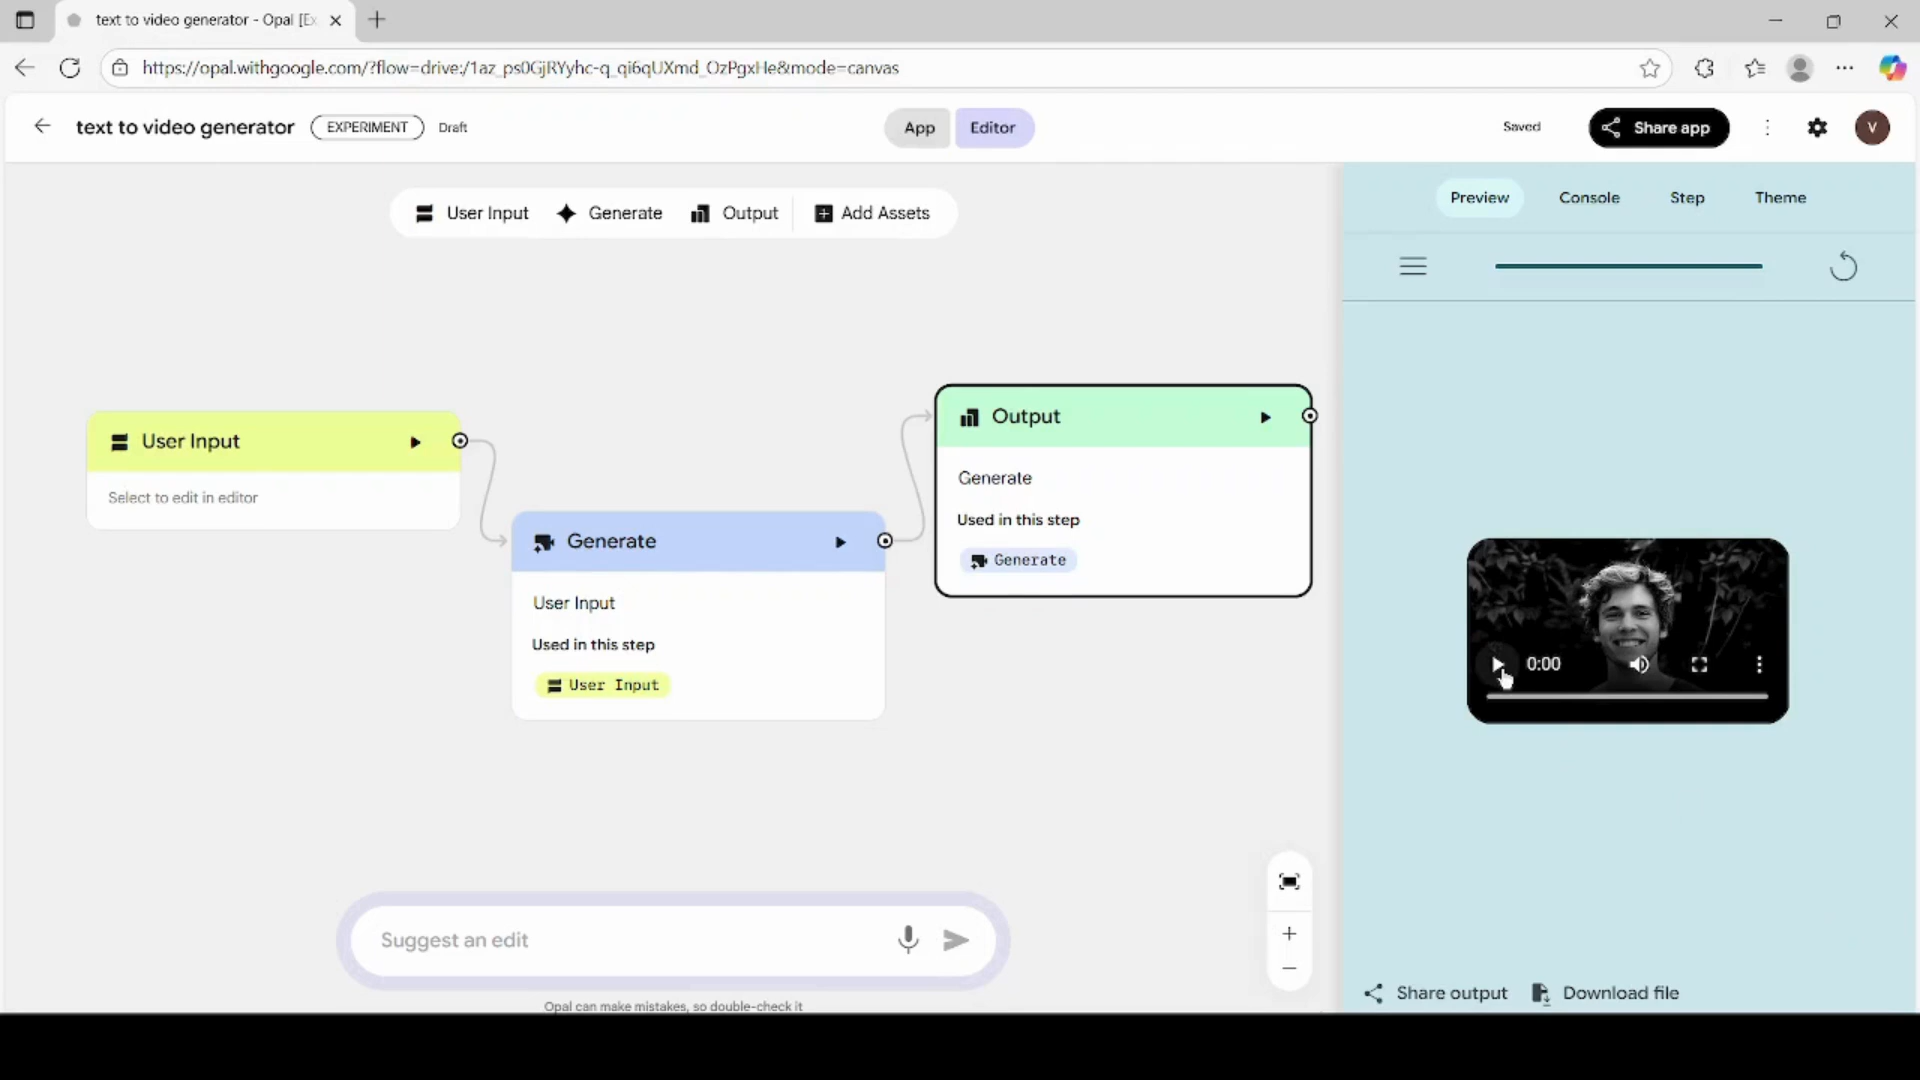 text to video generator - Opal [Ex
https://opal.withgoogle.com/?flow=drive:/1az_ps0GjRYyhc-q_qi6qUXmd_OzPgxHe&mode=canvas
text to video generator
EXPERIMENT
Draft
App
Editor
Saved
Share app
V
User Input
Generate
Output
Add Assets
Preview
Console
Step
Theme
User Input
Select to edit in editor
Generate
User Input
Used in this step
User Input
Output
Generate
Used in this step
Generate
0:00
Suggest an edit
Opal can make mistakes, so double-check it
Share output
Download file